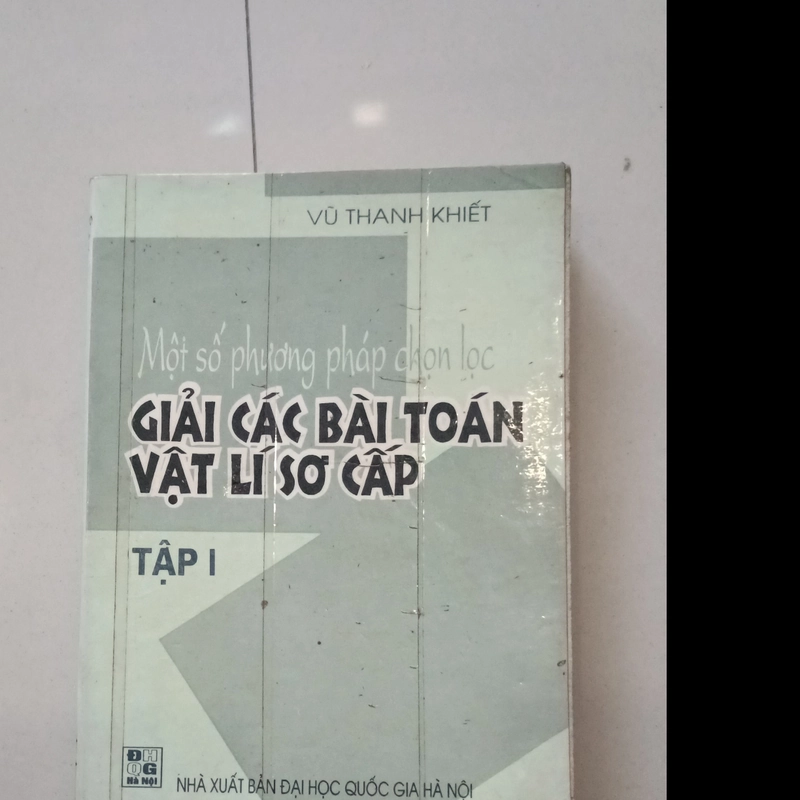 VŨ THANH KHIẾT
Một số phương pháp chọn lọc
GIẢI CÁC BÀI TOÁN
VẬT LÍ SƠ CẤP
TẬP I
ĐH
QG
HÀ NỘI
NHÀ XUẤT BẢN ĐẠI HỌC QUỐC GIA HÀ NỘI